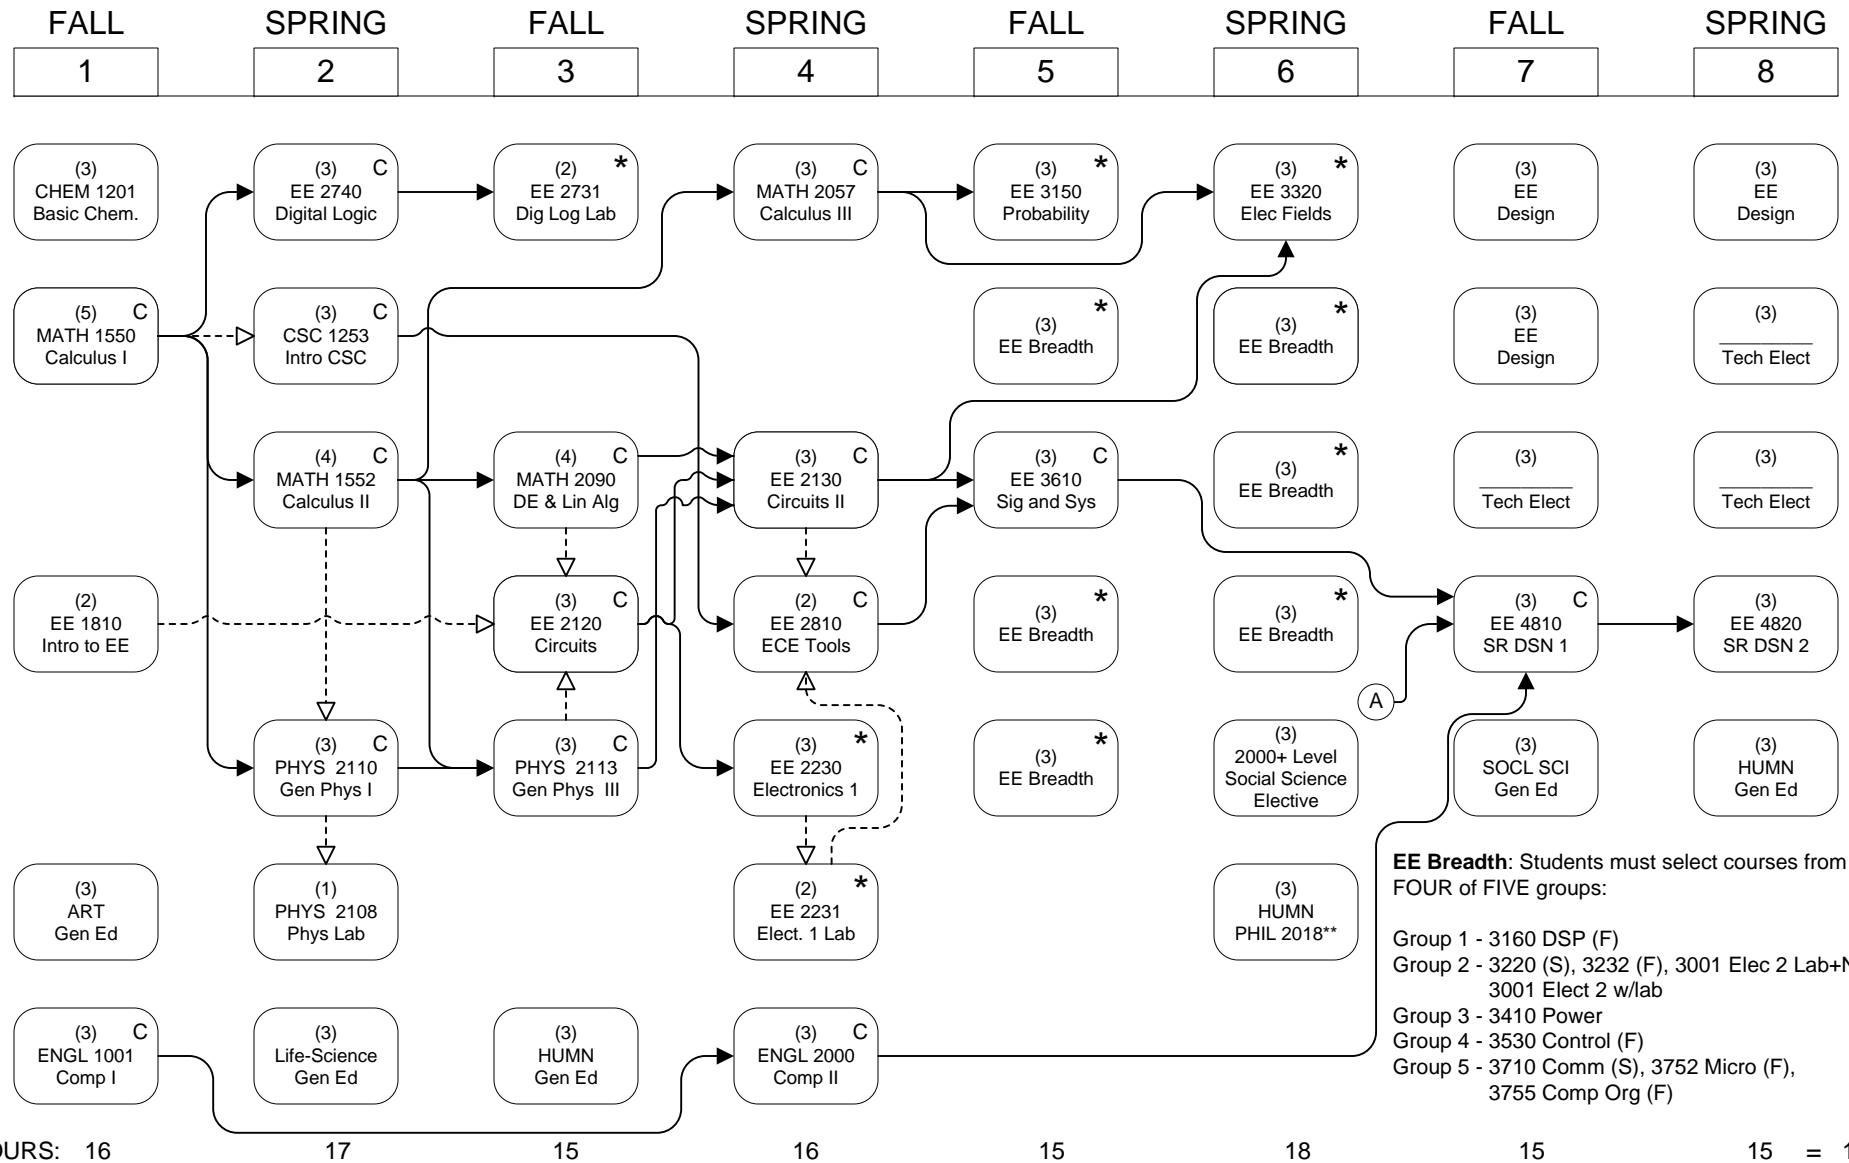 FALL SPRING FALL SPRING FALL SPRING FALL SPRING
1 2 3 4 5 6 7 8
(3)
CHEM 1201
Basic Chem.
(5) C
MATH 1550
Calculus I
(2)
EE 1810
Intro to EE
(3)
ART
Gen Ed
(3) C
ENGL 1001
Comp I
(3) C
EE 2740
Digital Logic
(3) C
CSC 1253
Intro CSC
(4) C
MATH 1552
Calculus II
(3) C
PHYS 2110
Gen Phys I
(1)
PHYS 2108
Phys Lab
(3)
Life-Science
Gen Ed
(2) *
EE 2731
Dig Log Lab
(4) C
MATH 2090
DE & Lin Alg
(3) C
EE 2120
Circuits
(3) C
PHYS 2113
Gen Phys III
(3)
HUMN
Gen Ed
(3) C
MATH 2057
Calculus III
(3) C
EE 2130
Circuits II
(2) C
EE 2810
ECE Tools
(3) *
EE 2230
Electronics 1
(2) *
EE 2231
Elect. 1 Lab
(3) C
ENGL 2000
Comp II
(3) *
EE 3150
Probability
(3) *
EE Breadth
(3) C
EE 3610
Sig and Sys
(3) *
EE Breadth
(3) *
EE Breadth
(3) *
EE 3320
Elec Fields
(3) *
EE Breadth
(3) *
EE Breadth
(3) *
EE Breadth
(3)
2000+ Level
Social Science
Elective
(3)
HUMN
PHIL 2018**
A
(3)
EE
Design
(3)
EE
Design
(3)
Tech Elect
(3) C
EE 4810
SR DSN 1
(3)
SOCL SCI
Gen Ed
(3)
EE
Design
(3)
Tech Elect
(3)
Tech Elect
(3)
EE 4820
SR DSN 2
(3)
HUMN
Gen Ed
EE Breadth: Students must select courses from
FOUR of FIVE groups:
Group 1 - 3160 DSP (F)
Group 2 - 3220 (S), 3232 (F), 3001 Elec 2 Lab+
3001 Elect 2 w/lab
Group 3 - 3410 Power
Group 4 - 3530 Control (F)
Group 5 - 3710 Comm (S), 3752 Micro (F),
3755 Comp Org (F)
OURS: 16 17 15 16 15 18 15 15 =